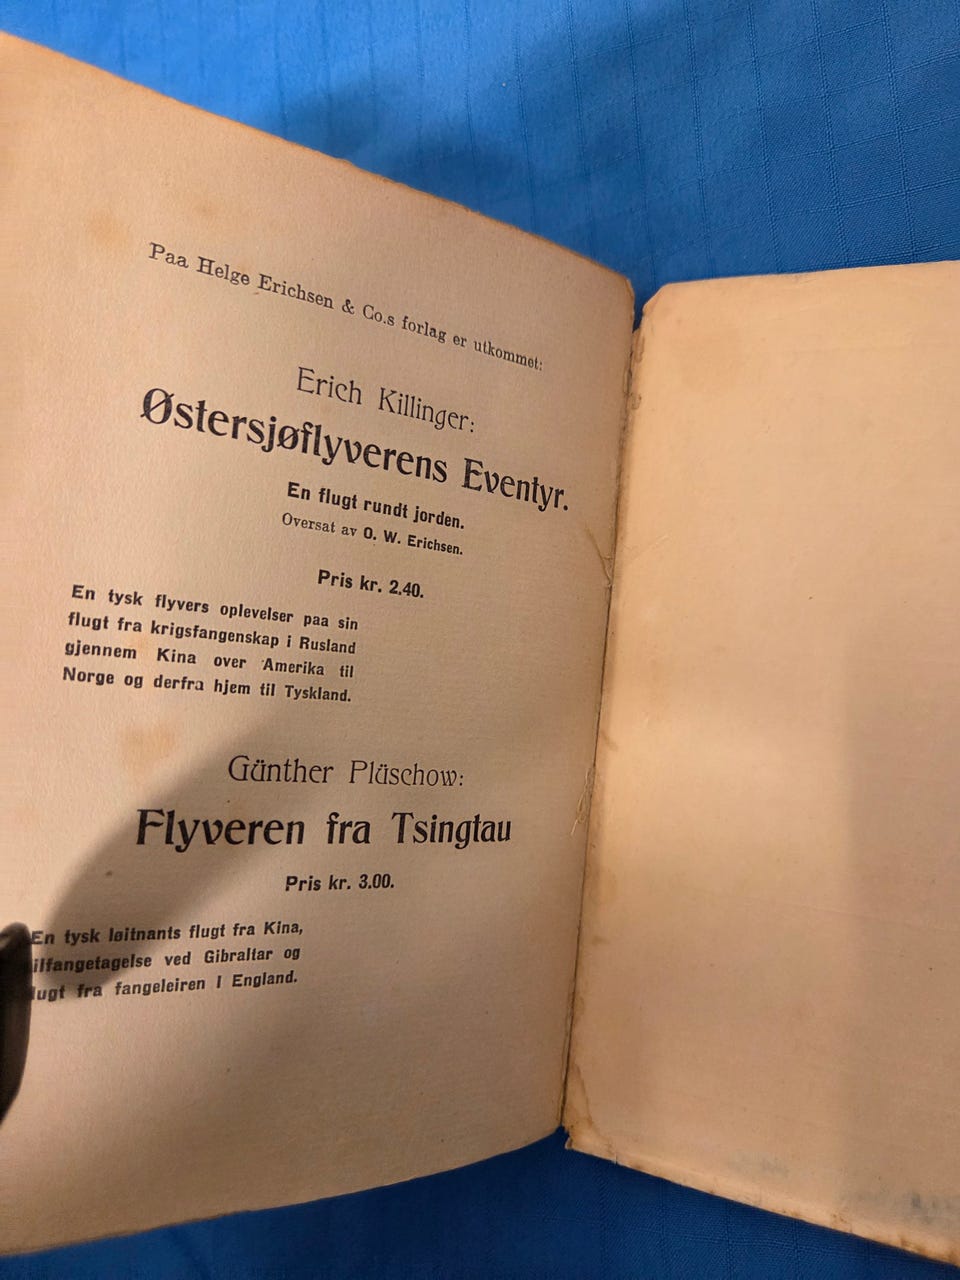 Paa Helge Erichsen & Co.s forlag er utkommet:
Erich Killinger:
Østersjøflyverens Eventyr.
En flugt rundt jorden.
Oversat av O. W. Erichsen.
Pris kr. 2.40.
En tysk flyvers oplevelser paa sin
flugt fra krigsfangenskap i Rusland
gjennem Kina over Amerika til
Norge og derfra hjem til Tyskland.
Günther Plüschow:
Flyveren fra Tsingtau
Pris kr. 3.00.
En tysk løitnants flugt fra Kina,
ilfangetagelse ved Gibraltar og
lugt fra fangeleiren I England.